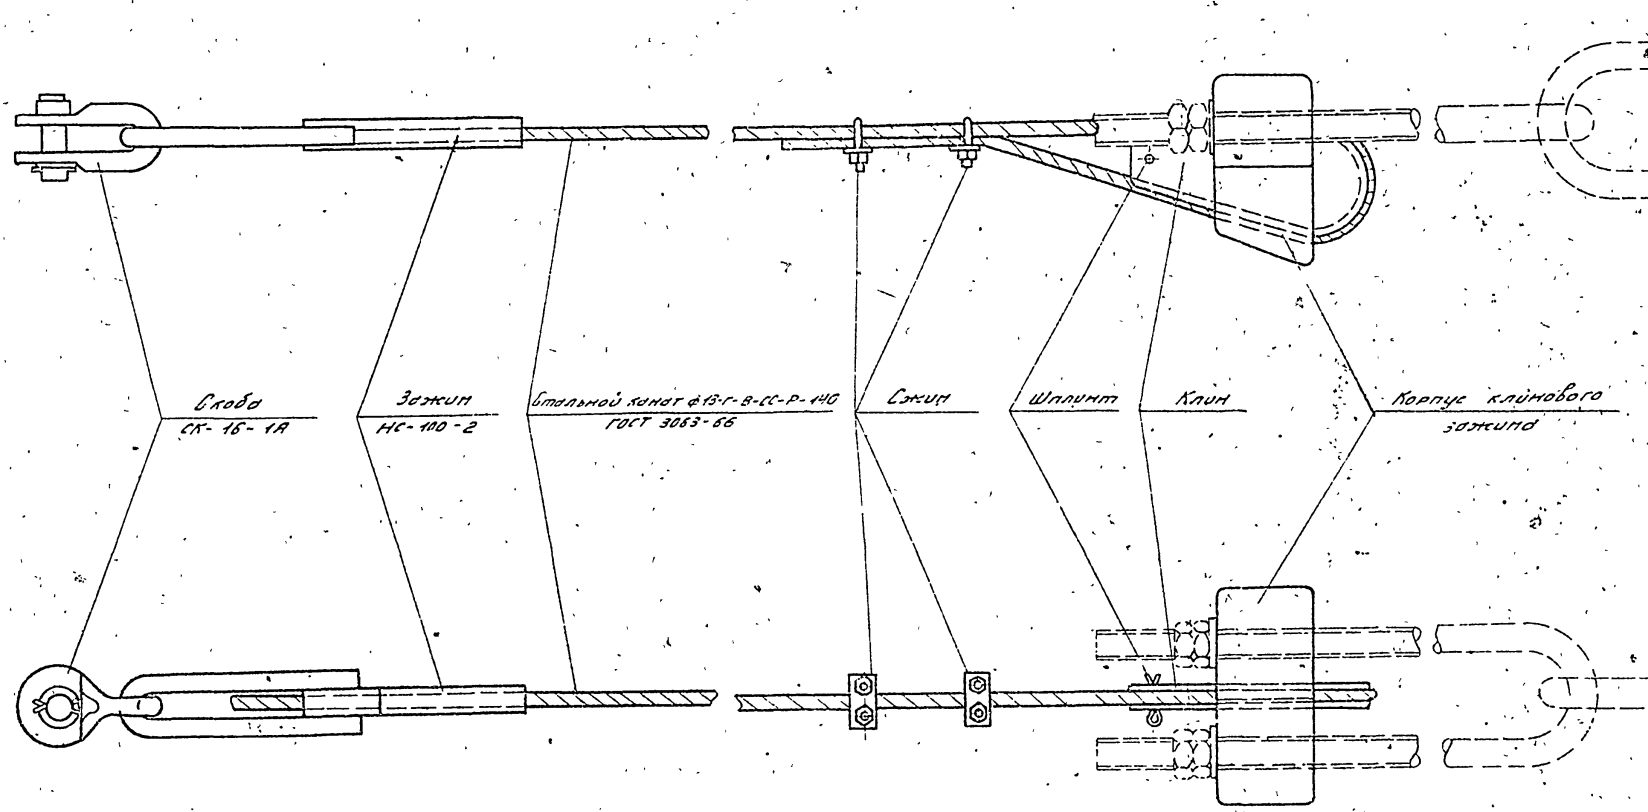 Скоба
СК-16-1А
Зажим
НС-100-2
Стальной канат ф13-Г-В-СС-Р-140
ГОСТ 3063-66
Сжим
Шплинт
Клин
Корпус клинового
зажима